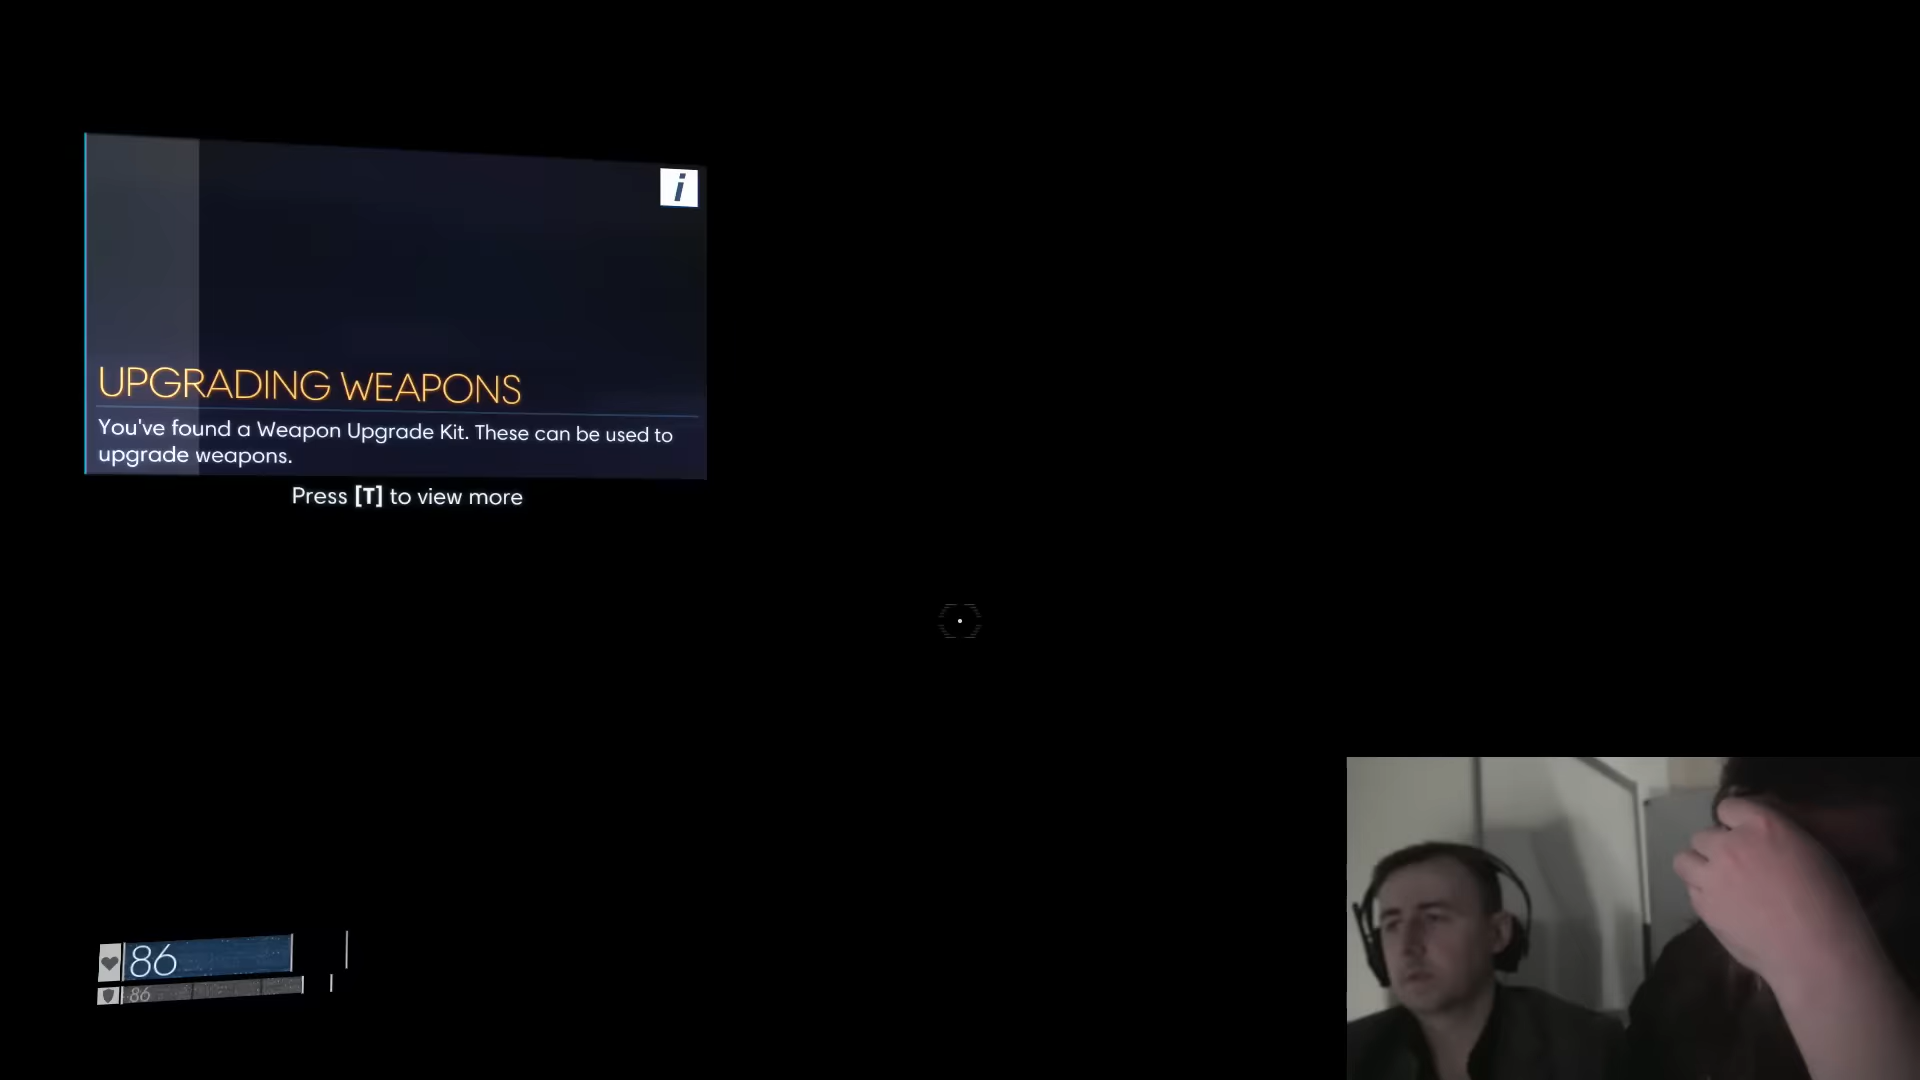 i
UPGRADING WEAPONS
You've found a Weapon Upgrade Kit. These can be used to
upgrade weapons.
Press [T] to view more
86
86